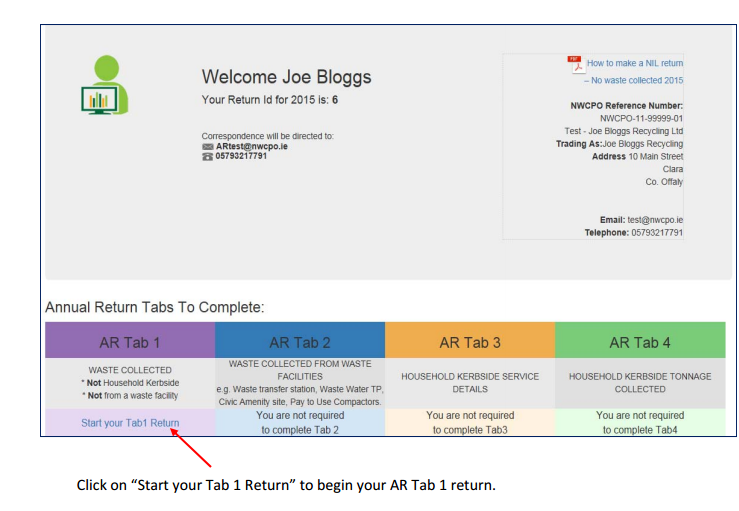 Welcome Joe Bloggs
Your Return Id for 2015 is: 6
Correspondence will be directed to:
ARtest@nwcpo.ie
05793217791
PDF
How to make a NIL return
– No waste collected 2015
NWCPO Reference Number:
NWCPO-11-99999-01
Test - Joe Bloggs Recycling Ltd
Trading As:Joe Bloggs Recycling
Address 10 Main Street
Clara
Co. Offaly
Email: test@nwcpo.ie
Telephone: 05793217791
Annual Return Tabs To Complete:
AR Tab 1
AR Tab 2
AR Tab 3
AR Tab 4
WASTE COLLECTED
* Not Household Kerbside
* Not from a waste facility
WASTE COLLECTED FROM WASTE
FACILITIES
e.g. Waste transfer station, Waste Water TP,
Civic Amenity site, Pay to Use Compactors.
HOUSEHOLD KERBSIDE SERVICE
DETAILS
HOUSEHOLD KERBSIDE TONNAGE
COLLECTED
Start your Tab1 Return
You are not required
to complete Tab 2
You are not required
to complete Tab3
You are not required
to complete Tab4
Click on “Start your Tab 1 Return” to begin your AR Tab 1 return.